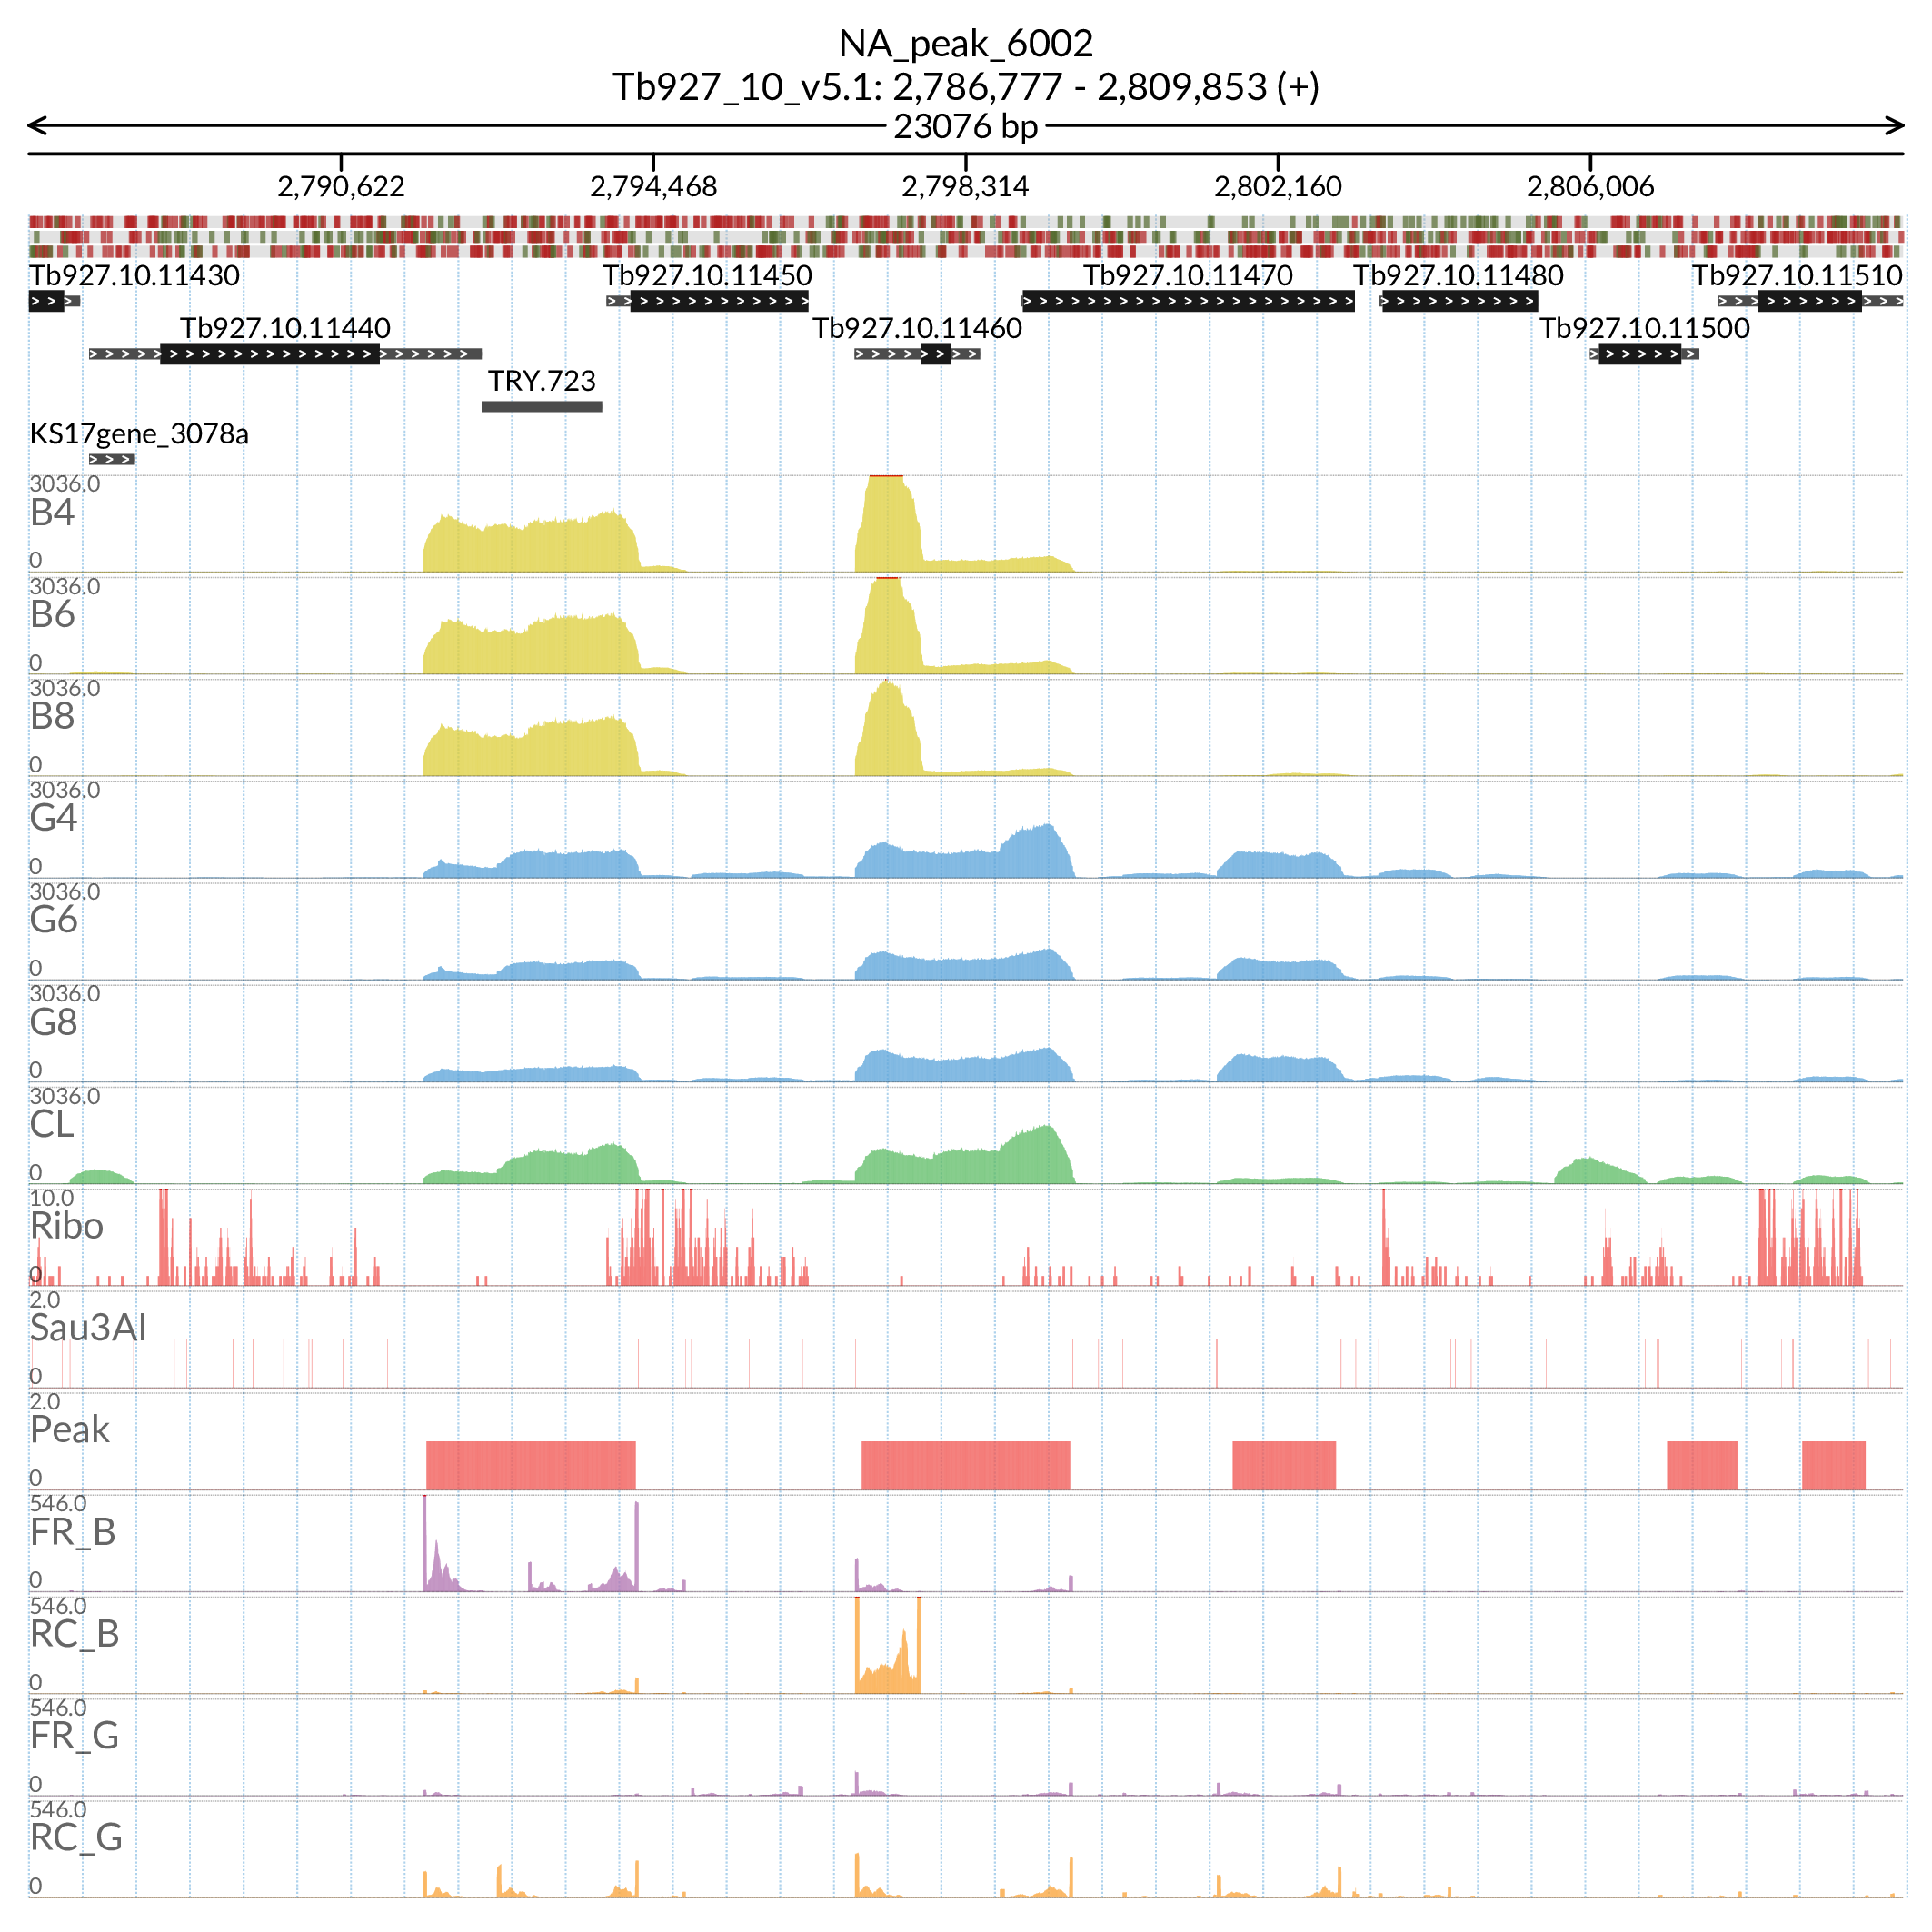 NA_peak_6002
Tb927_10_v5.1: 2,786,777 - 2,809,853 (+)
23076 bp
2,790,622 2,794,468 2,798,314 2,802,160 2,806,006
Tb927.10.11430 Tb927.10.11450 Tb927.10.11470 Tb927.10.11480 Tb927.10.11510
Tb927.10.11440 Tb927.10.11460 Tb927.10.11500
TRY.723
KS17gene_3078a
3036.0
B4
0
3036.0
B6
0
3036.0
B8
0
3036.0
G4
0
3036.0
G6
0
3036.0
G8
0
3036.0
CL
0
10.0
Ribo
0
2.0
Sau3AI
0
2.0
Peak
0
546.0
FR_B
0
546.0
RC_B
0
546.0
FR_G
0
546.0
RC_G
0